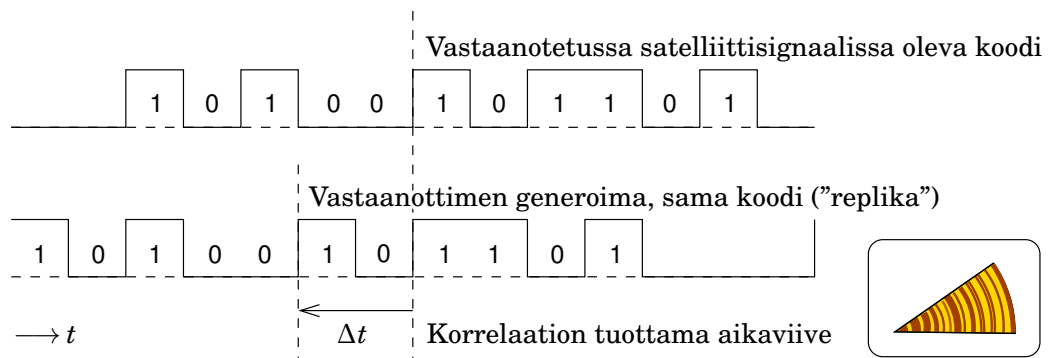 Vastaanotetussa satelliittisignaalissa oleva koodi
1 0 1 0 0 1 0 1 1 0 1
Vastaanottimen generoima, sama koodi (”replika”)
1 0 1 0 0 1 0 1 1 0 1
⟶ t Δt Korrelaation tuottama aikaviive